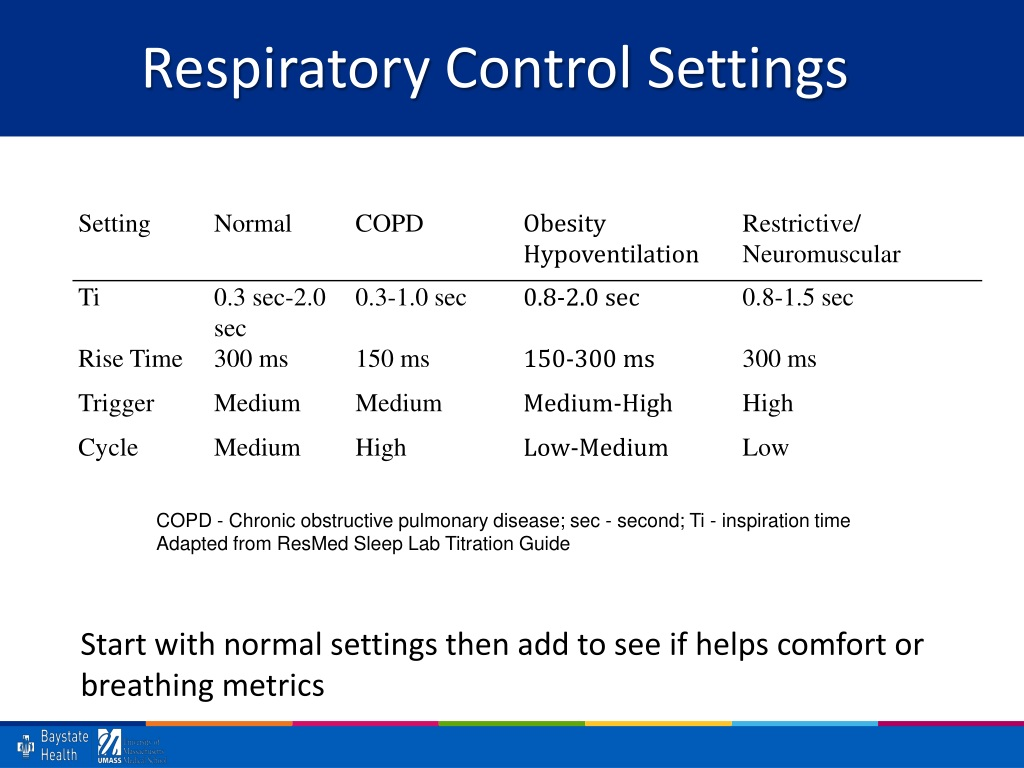 Respiratory Control Settings
Setting Normal COPD Obesity Hypoventilation Restrictive/ Neuromuscular
Ti 0.3 sec-2.0 sec 0.3-1.0 sec 0.8-2.0 sec 0.8-1.5 sec
Rise Time 300 ms 150 ms 150-300 ms 300 ms
Trigger Medium Medium Medium-High High
Cycle Medium High Low-Medium Low
COPD - Chronic obstructive pulmonary disease; sec - second; Ti - inspiration time
Adapted from ResMed Sleep Lab Titration Guide
Start with normal settings then add to see if helps comfort or
breathing metrics
Baystate
Health
UMASS